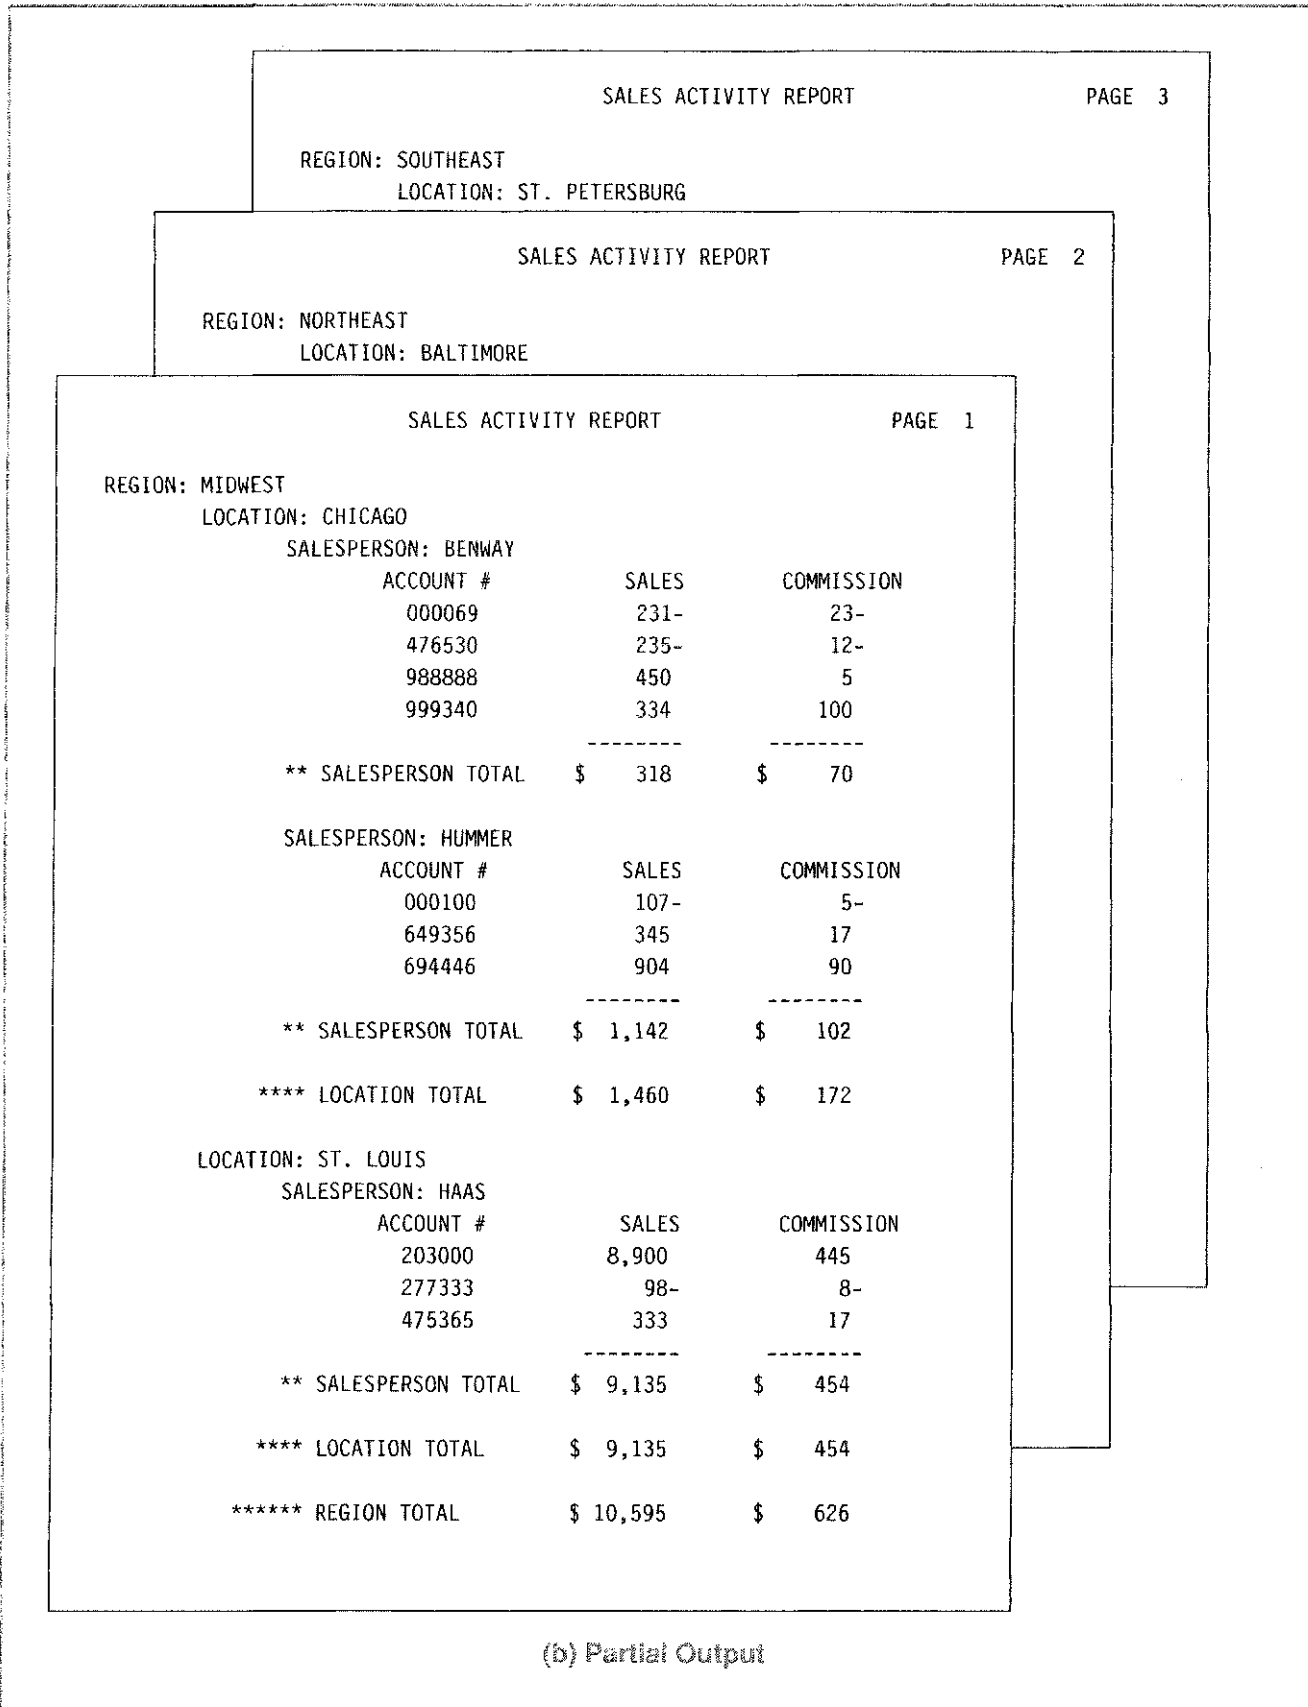 SALES ACTIVITY REPORT PAGE 3
REGION: SOUTHEAST
LOCATION: ST. PETERSBURG
SALES ACTIVITY REPORT PAGE 2
REGION: NORTHEAST
LOCATION: BALTIMORE
SALES ACTIVITY REPORT PAGE 1
REGION: MIDWEST
LOCATION: CHICAGO
SALESPERSON: BENWAY
ACCOUNT # SALES COMMISSION
000069 231- 23-
476530 235- 12-
988888 450 5
999340 334 100
-------- --------
** SALESPERSON TOTAL $ 318 $ 70
SALESPERSON: HUMMER
ACCOUNT # SALES COMMISSION
000100 107- 5-
649356 345 17
694446 904 90
-------- --------
** SALESPERSON TOTAL $ 1,142 $ 102
**** LOCATION TOTAL $ 1,460 $ 172
LOCATION: ST. LOUIS
SALESPERSON: HAAS
ACCOUNT # SALES COMMISSION
203000 8,900 445
277333 98- 8-
475365 333 17
-------- --------
** SALESPERSON TOTAL $ 9,135 $ 454
**** LOCATION TOTAL $ 9,135 $ 454
****** REGION TOTAL $ 10,595 $ 626
(b) Partial Output